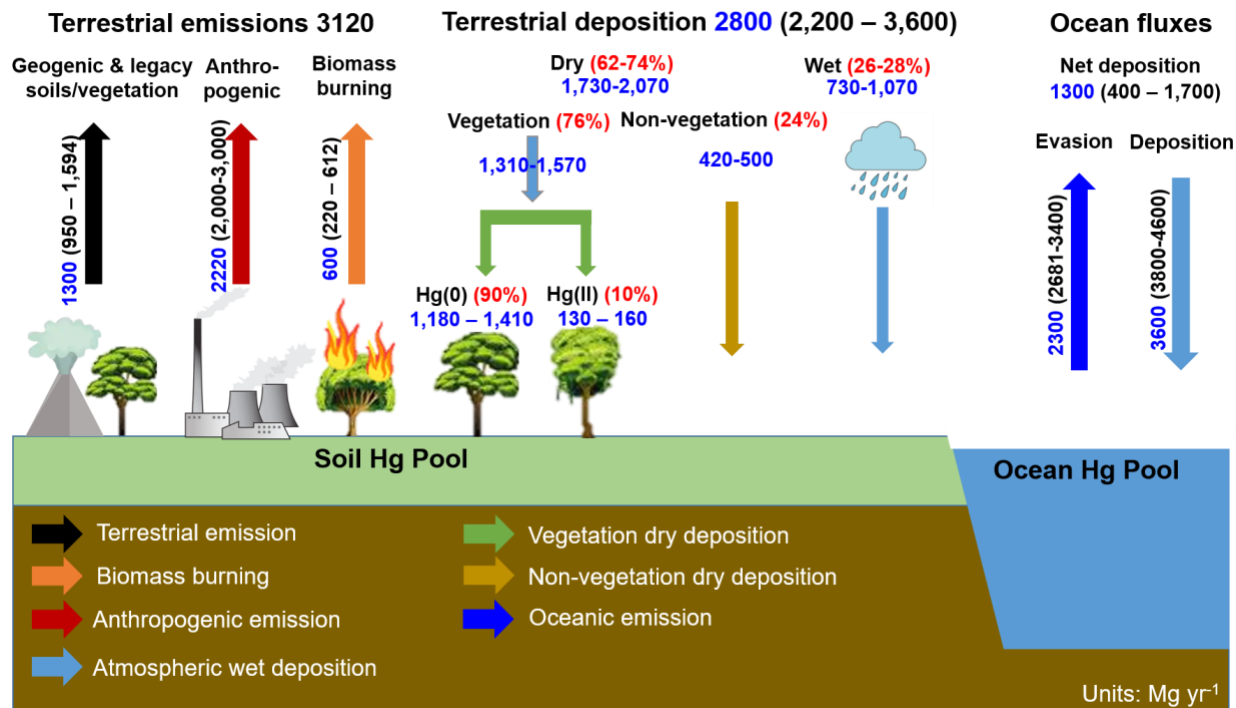 Terrestrial emissions 3120
Geogenic & legacy
soils/vegetation
Anthro-
pogenic
Biomass
burning
1300 (950 – 1,594)
2220 (2,000-3,000)
600 (220 – 612)
Terrestrial deposition 2800 (2,200 – 3,600)
Dry (62-74%)
1,730-2,070
Wet (26-28%)
730-1,070
Vegetation (76%)
1,310-1,570
Non-vegetation (24%)
420-500
Hg(0) (90%)
1,180 – 1,410
Hg(II) (10%)
130 – 160
Ocean fluxes
Net deposition
1300 (400 – 1,700)
Evasion
Deposition
2300 (2681-3400)
3600 (3800-4600)
Soil Hg Pool
Ocean Hg Pool
Terrestrial emission
Biomass burning
Anthropogenic emission
Atmospheric wet deposition
Vegetation dry deposition
Non-vegetation dry deposition
Oceanic emission
Units: Mg yr⁻¹